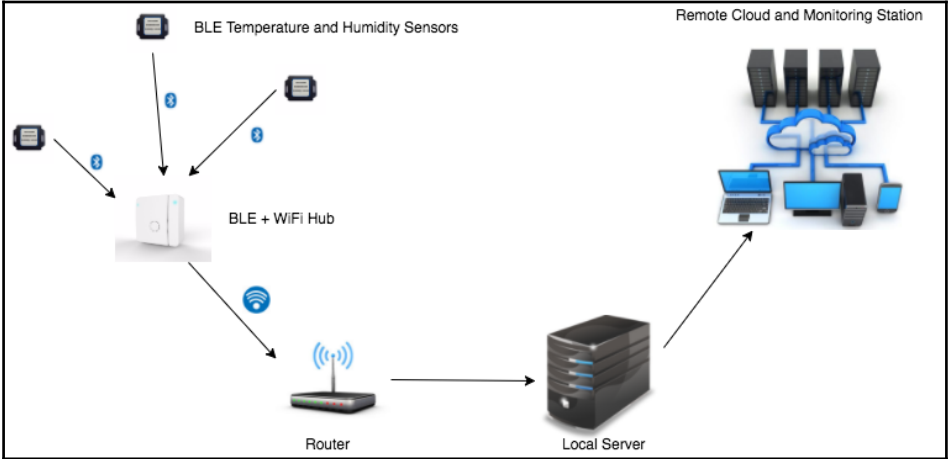 BLE Temperature and Humidity Sensors
Remote Cloud and Monitoring Station
BLE + WiFi Hub
Router
Local Server